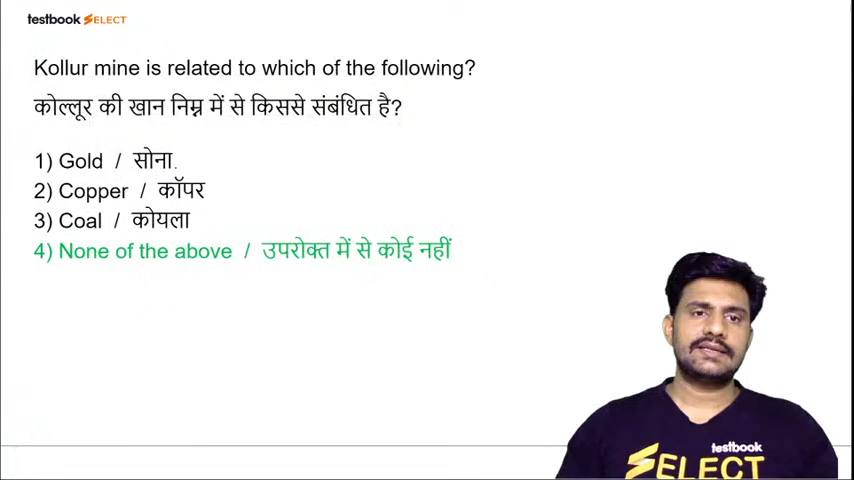 testbook SELECT
Kollur mine is related to which of the following?
कोल्लूर की खान निम्न में से किससे संबंधित है?
1) Gold / सोना.
2) Copper / कॉपर
3) Coal / कोयला
4) None of the above / उपरोक्त में से कोई नहीं
testbook
SELECT